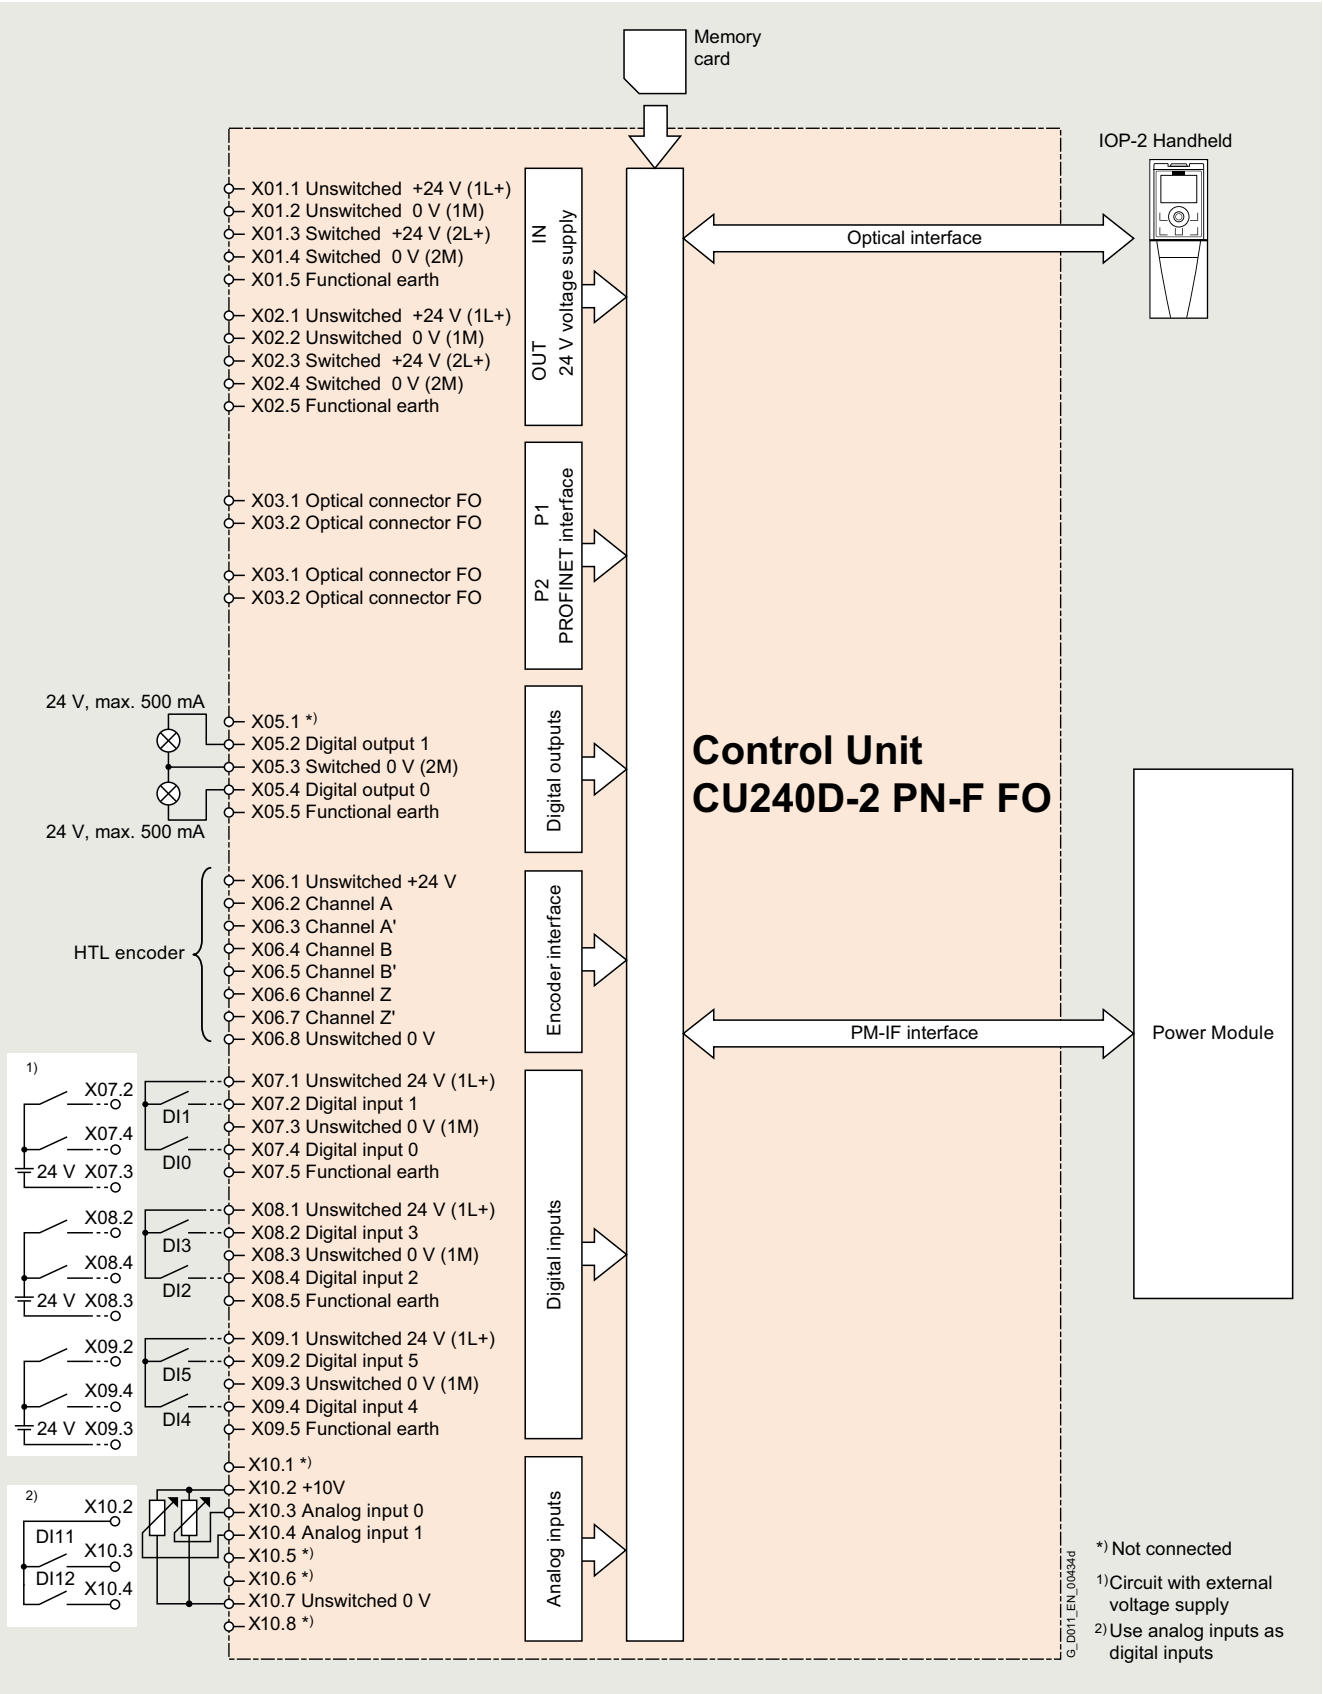 Memory
card
IOP-2 Handheld
X01.1 Unswitched +24 V (1L+)
X01.2 Unswitched 0 V (1M)
X01.3 Switched +24 V (2L+)
X01.4 Switched 0 V (2M)
X01.5 Functional earth
X02.1 Unswitched +24 V (1L+)
X02.2 Unswitched 0 V (1M)
X02.3 Switched +24 V (2L+)
X02.4 Switched 0 V (2M)
X02.5 Functional earth
IN
OUT
24 V voltage supply
Optical interface
X03.1 Optical connector FO
X03.2 Optical connector FO
X03.1 Optical connector FO
X03.2 Optical connector FO
P1
P2
PROFINET interface
24 V, max. 500 mA
24 V, max. 500 mA
X05.1 *)
X05.2 Digital output 1
X05.3 Switched 0 V (2M)
X05.4 Digital output 0
X05.5 Functional earth
Digital outputs
Control Unit
CU240D-2 PN-F FO
HTL encoder
X06.1 Unswitched +24 V
X06.2 Channel A
X06.3 Channel A'
X06.4 Channel B
X06.5 Channel B'
X06.6 Channel Z
X06.7 Channel Z'
X06.8 Unswitched 0 V
Encoder interface
PM-IF interface
Power Module
1)
X07.2
X07.4
24 V X07.3
DI1
DI0
X07.1 Unswitched 24 V (1L+)
X07.2 Digital input 1
X07.3 Unswitched 0 V (1M)
X07.4 Digital input 0
X07.5 Functional earth
X08.2
X08.4
24 V X08.3
DI3
DI2
X08.1 Unswitched 24 V (1L+)
X08.2 Digital input 3
X08.3 Unswitched 0 V (1M)
X08.4 Digital input 2
X08.5 Functional earth
X09.2
X09.4
24 V X09.3
DI5
DI4
X09.1 Unswitched 24 V (1L+)
X09.2 Digital input 5
X09.3 Unswitched 0 V (1M)
X09.4 Digital input 4
X09.5 Functional earth
Digital inputs
2)
X10.2
DI11
X10.3
DI12
X10.4
X10.1 *)
X10.2 +10V
X10.3 Analog input 0
X10.4 Analog input 1
X10.5 *)
X10.6 *)
X10.7 Unswitched 0 V
X10.8 *)
Analog inputs
G_D011_EN_00434d
*) Not connected
1) Circuit with external
voltage supply
2) Use analog inputs as
digital inputs